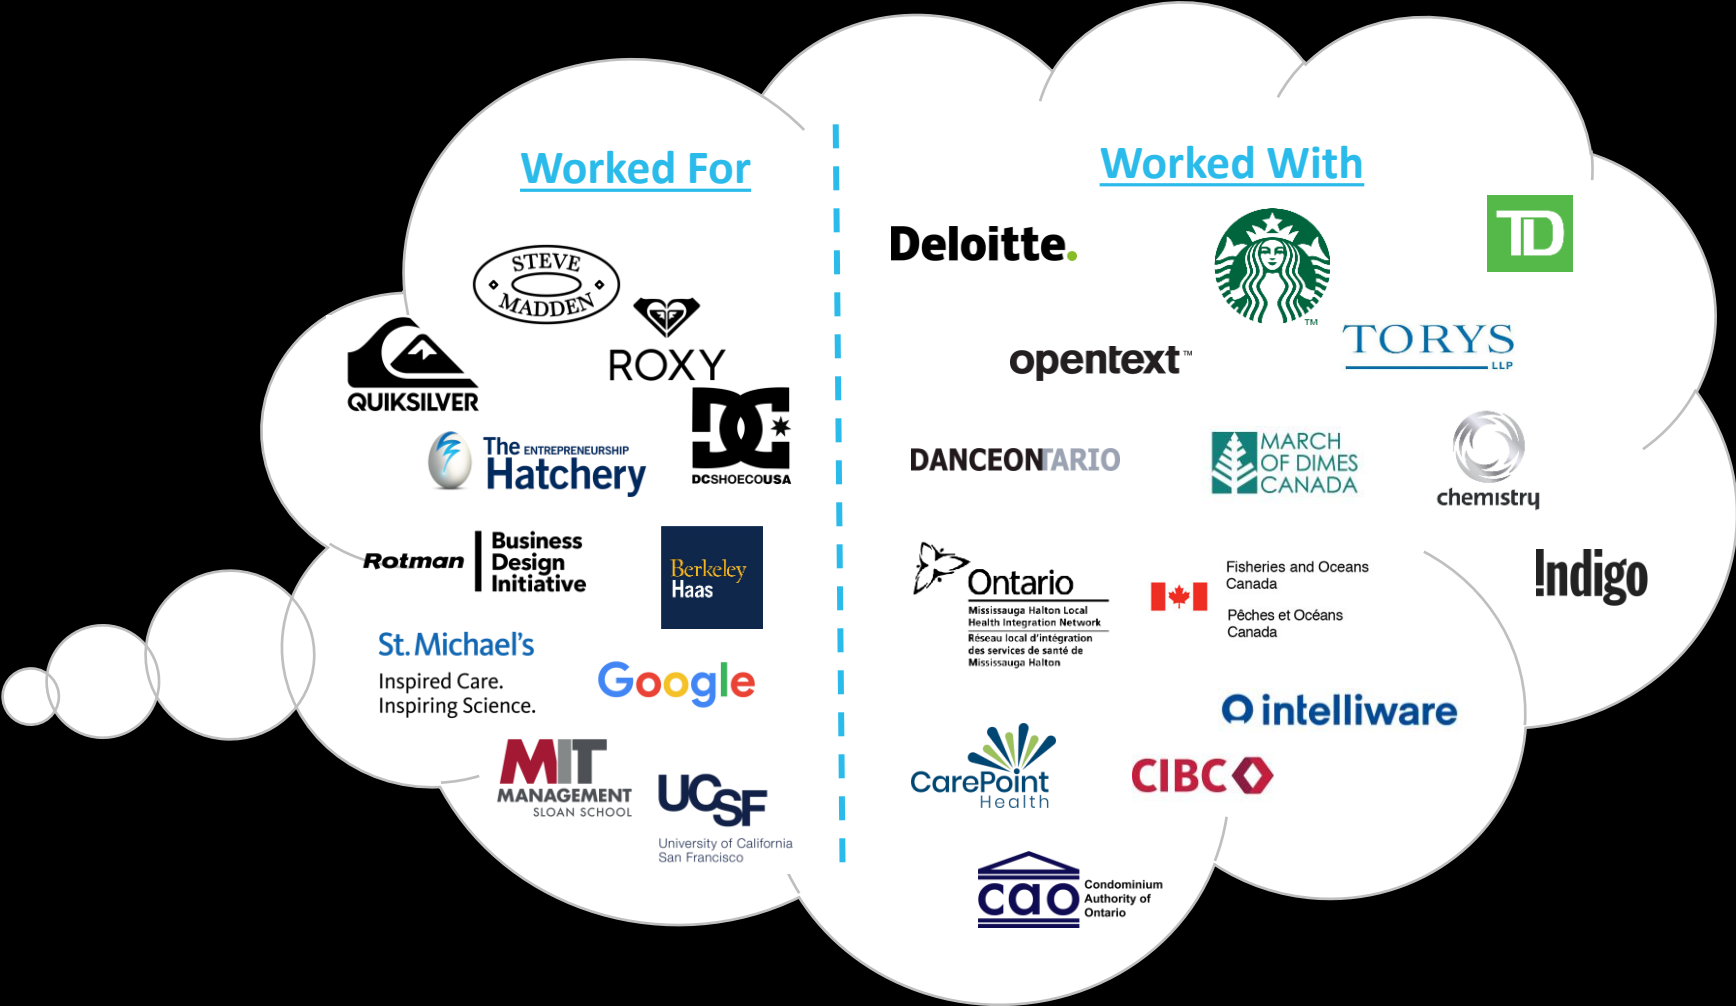 Worked For
STEVE
MADDEN
ROXY
QUIKSILVER
DCSHOECOUSA
The ENTREPRENEURSHIP
Hatchery
Rotman
Business
Design
Initiative
Berkeley
Haas
St. Michael's
Inspired Care.
Inspiring Science.
Google
MIT
MANAGEMENT
SLOAN SCHOOL
UCSF
University of California
San Francisco
Worked With
Deloitte.
TM
TD
opentext™
TORYS
LLP
DANCEONTARIO
MARCH
OF DIMES
CANADA
chemistry
Ontario
Mississauga Halton Local
Health Integration Network
Réseau local d'intégration
des services de santé de
Mississauga Halton
Fisheries and Oceans
Canada
Pêches et Océans
Canada
!ndigo
intelliware
CarePoint
Health
CIBC
cao
Condominium
Authority of
Ontario